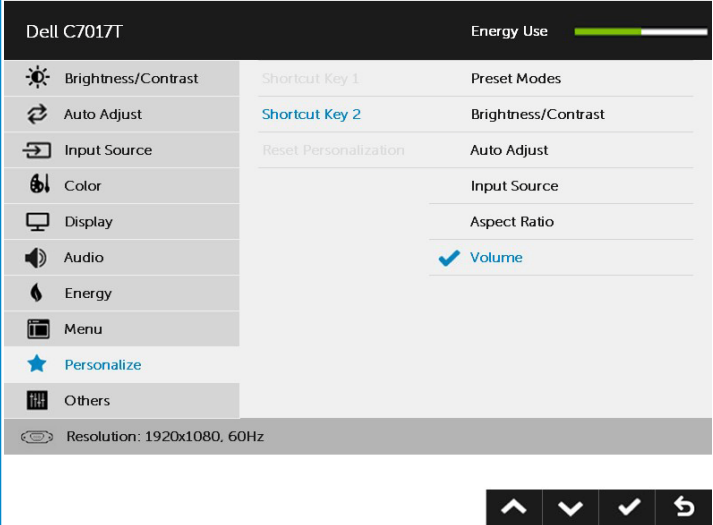 Dell C7017T
Energy Use
Brightness/Contrast
Shortcut Key 1
Preset Modes
Auto Adjust
Shortcut Key 2
Brightness/Contrast
Input Source
Reset Personalization
Auto Adjust
Color
Input Source
Display
Aspect Ratio
Audio
Volume
Energy
Menu
Personalize
Others
Resolution: 1920x1080, 60Hz